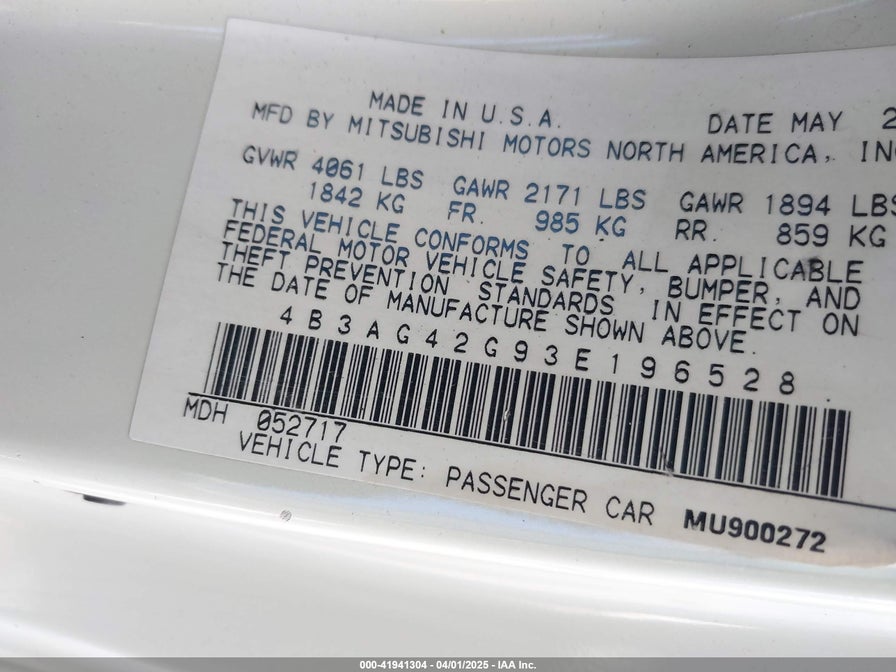 MADE IN U.S.A. DATE MAY 2
MFD BY MITSUBISHI MOTORS NORTH AMERICA, IN
GVWR 4061 LBS GAWR 2171 LBS GAWR 1894 LBS
1842 KG FR. 985 KG RR. 859 KG
THIS VEHICLE CONFORMS TO ALL APPLICABLE
FEDERAL MOTOR VEHICLE SAFETY, BUMPER, AND
THEFT PREVENTION STANDARDS IN EFFECT ON
THE DATE OF MANUFACTURE SHOWN ABOVE.
4B3AG42G93E196528
MDH 052717
VEHICLE TYPE: PASSENGER CAR MU900272
000-41941304 - 04/01/2025 - IAA Inc.